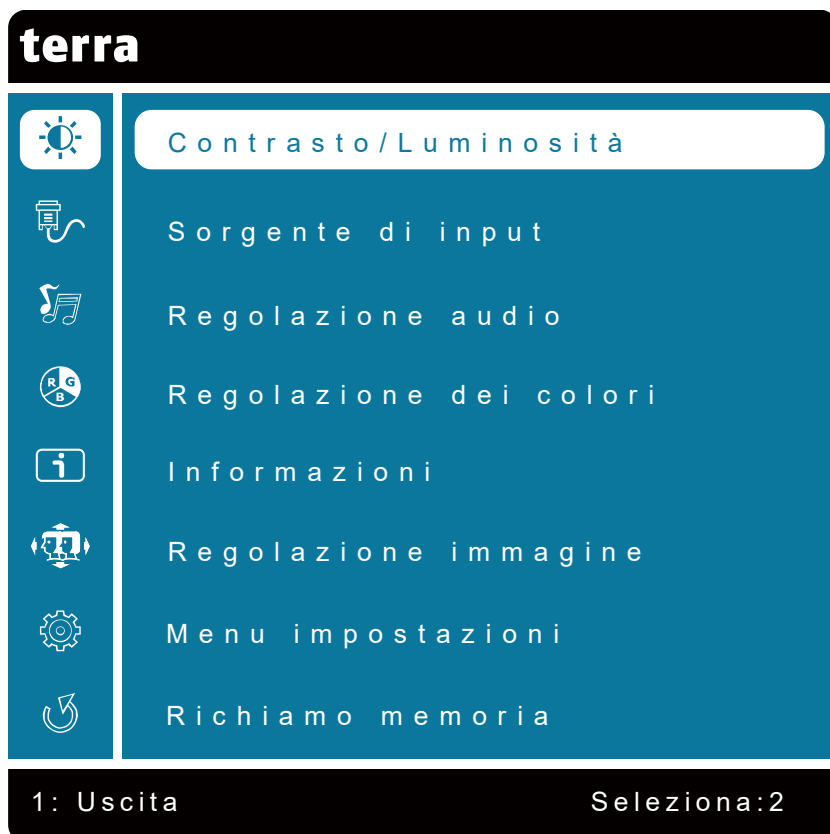 terra
Contrasto/Luminosità
Sorgente di input
Regolazione audio
R G
B
Regolazione dei colori
i
Informazioni
Regolazione immagine
Menu impostazioni
Richiamo memoria
1: Uscita Seleziona:2